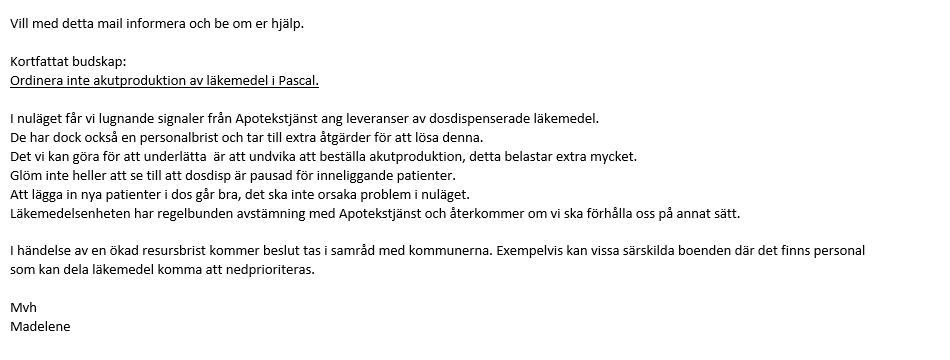 Vill med detta mail informera och be om er hjälp.
Kortfattat budskap:
Ordinera inte akutproduktion av läkemedel i Pascal.
I nuläget får vi lugnande signaler från Apotekstjänst ang leveranser av dosdispenserade läkemedel.
De har dock också en personalbrist och tar till extra åtgärder för att lösa denna.
Det vi kan göra för att underlätta  är att undvika att beställa akutproduktion, detta belastar extra mycket.
Glöm inte heller att se till att dosdisp är pausad för inneliggande patienter.
Att lägga in nya patienter i dos går bra, det ska inte orsaka problem i nuläget.
Läkemedelsenheten har regelbunden avstämning med Apotekstjänst och återkommer om vi ska förhålla oss på annat sätt.
I händelse av en ökad resursbrist kommer beslut tas i samråd med kommunerna. Exempelvis kan vissa särskilda boenden där det finns personal
som kan dela läkemedel komma att nedprioriteras.
Mvh
Madelene